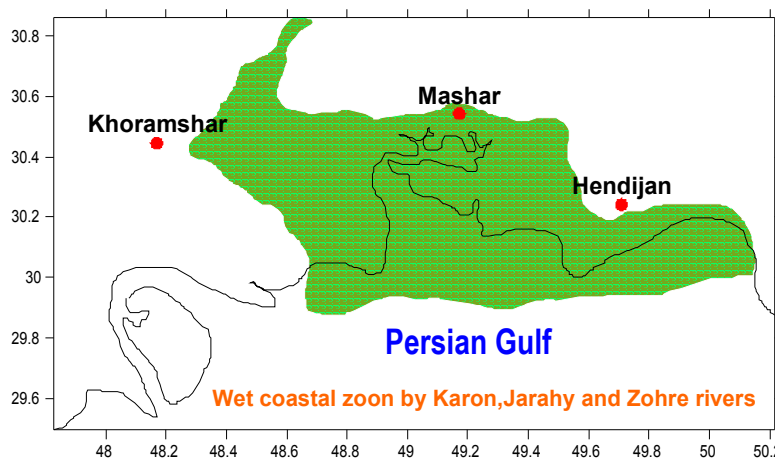 30.8
30.6
Mashar
Khoramshar
30.4
Hendijan
30.2
30
29.8
Persian Gulf
29.6
Wet coastal zoon by Karon,Jarahy and Zohre rivers
48 48.2 48.4 48.6 48.8 49 49.2 49.4 49.6 49.8 50 50.2